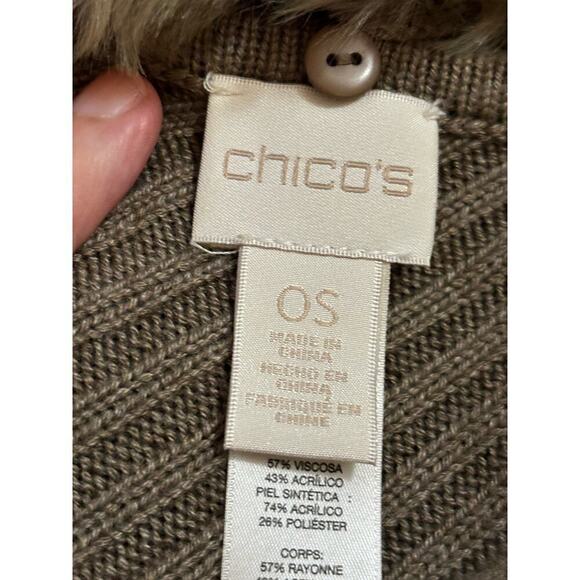 chico's
OS
MADE IN
CHINA
HECHO EN
CHINA
FABRIQUÉ EN
CHINE
57% VISCOSA
43% ACRÍLICO
PIEL SINTÉTICA :
74% ACRÍLICO
26% POLIÉSTER
CORPS:
57% RAYONNE